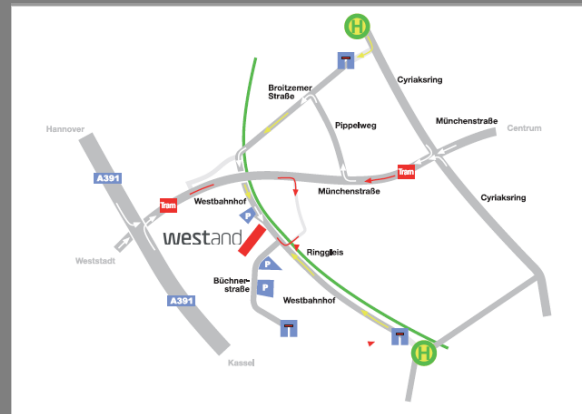 H
Cyriaksring
Broitzemer
Straße
Pippelweg
Münchenstraße
Centrum
Hannover
A391
Tram
Münchenstraße
Tram
Westbahnhof
P
Cyriaksring
westand
Weststadt
Ringgleis
P
Büchner-
straße
P
A391
Westbahnhof
H
Kassel